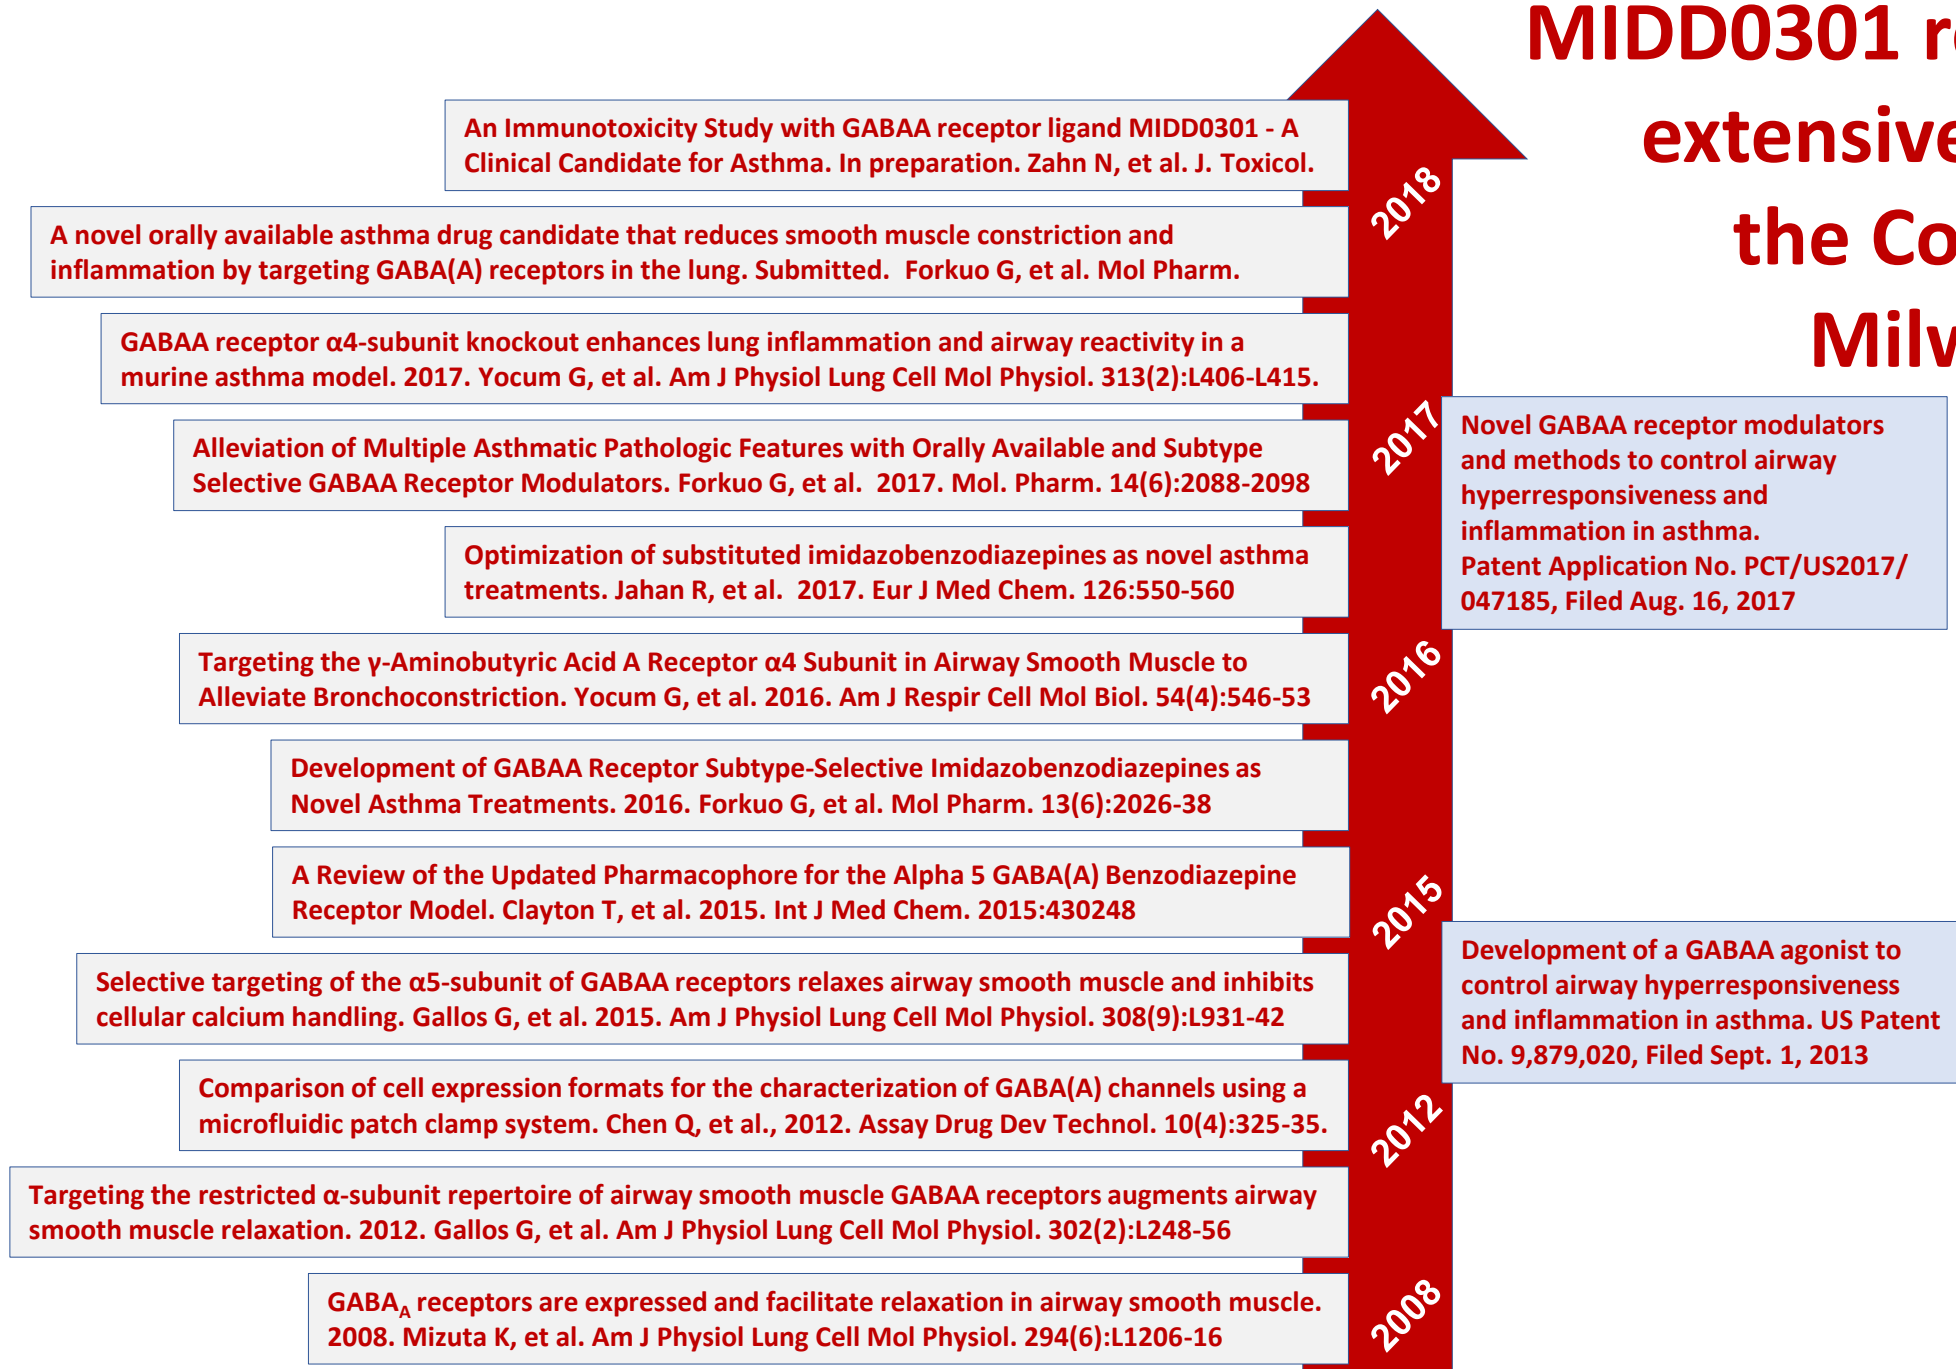 MIDD0301
extensive
the
An Immunotoxicity Study with GABAA receptor ligand MIDD0301 - A
Clinical Candidate for Asthma. In preparation. Zahn N, et al. J. Toxicol.
2018
A novel orally available asthma drug candidate that reduces smooth muscle constriction and
inflammation by targeting GABA(A) receptors in the lung. Submitted. Forkuo G, et al. Mol Pharm.
GABAA receptor α4-subunit knockout enhances lung inflammation and airway reactivity in a
murine asthma model. 2017. Yocum G, et al. Am J Physiol Lung Cell Mol Physiol. 313(2):L406-L415.
2017
Alleviation of Multiple Asthmatic Pathologic Features with Orally Available and Subtype
Selective GABAA Receptor Modulators. Forkuo G, et al. 2017. Mol. Pharm. 14(6):2088-2098
Novel GABAA receptor modulators
and methods to control airway
hyperresponsiveness and
inflammation in asthma.
Patent Application No. PCT/US2017/
047185, Filed Aug. 16, 2017
Optimization of substituted imidazobenzodiazepines as novel asthma
treatments. Jahan R, et al. 2017. Eur J Med Chem. 126:550-560
Targeting the γ-Aminobutyric Acid A Receptor α4 Subunit in Airway Smooth Muscle to
Alleviate Bronchoconstriction. Yocum G, et al. 2016. Am J Respir Cell Mol Biol. 54(4):546-53
2016
Development of GABAA Receptor Subtype-Selective Imidazobenzodiazepines as
Novel Asthma Treatments. 2016. Forkuo G, et al. Mol Pharm. 13(6):2026-38
A Review of the Updated Pharmacophore for the Alpha 5 GABA(A) Benzodiazepine
Receptor Model. Clayton T, et al. 2015. Int J Med Chem. 2015:430248
2015
Selective targeting of the α5-subunit of GABAA receptors relaxes airway smooth muscle and inhibits
cellular calcium handling. Gallos G, et al. 2015. Am J Physiol Lung Cell Mol Physiol. 308(9):L931-42
Development of a GABAA agonist to
control airway hyperresponsiveness
and inflammation in asthma. US Patent
No. 9,879,020, Filed Sept. 1, 2013
Comparison of cell expression formats for the characterization of GABA(A) channels using a
microfluidic patch clamp system. Chen Q, et al., 2012. Assay Drug Dev Technol. 10(4):325-35.
2012
Targeting the restricted α-subunit repertoire of airway smooth muscle GABAA receptors augments airway
smooth muscle relaxation. 2012. Gallos G, et al. Am J Physiol Lung Cell Mol Physiol. 302(2):L248-56
GABAA receptors are expressed and facilitate relaxation in airway smooth muscle.
2008. Mizuta K, et al. Am J Physiol Lung Cell Mol Physiol. 294(6):L1206-16
2008